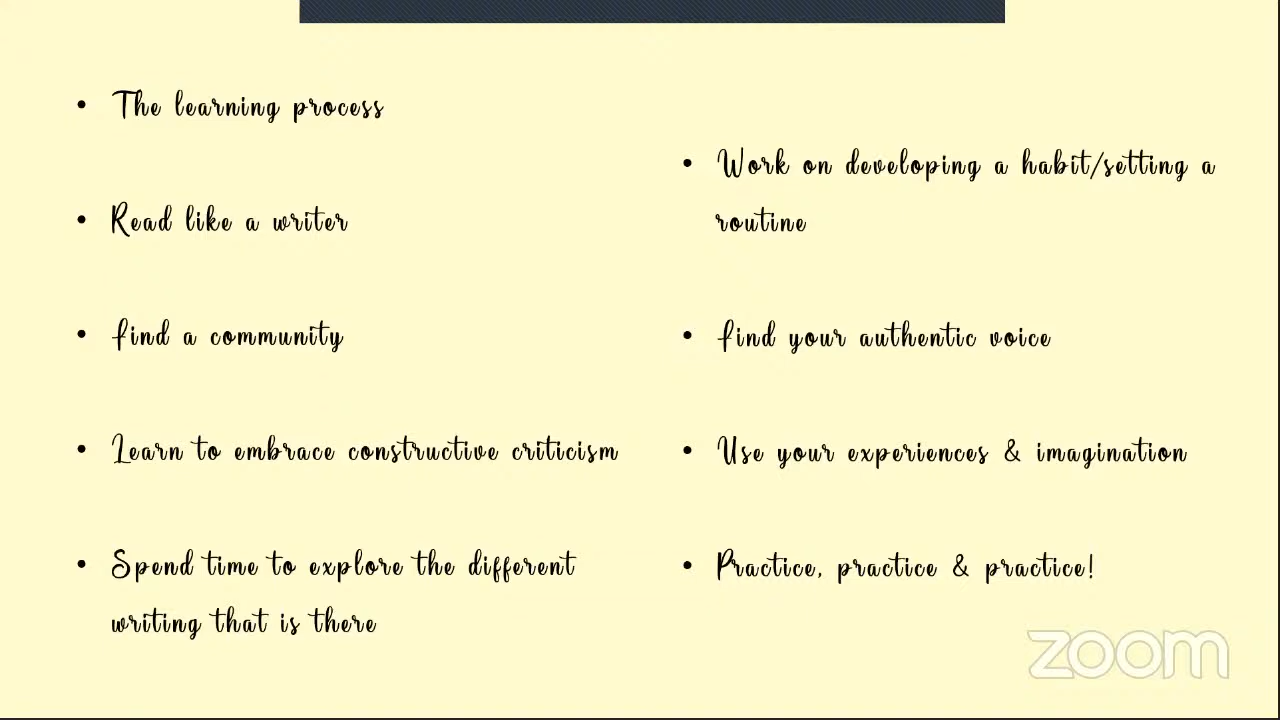 • The learning process
• Read like a writer
• Find a community
• Learn to embrace constructive criticism
• Spend time to explore the different
writing that is there
• Work on developing a habit/setting a
routine
• Find your authentic voice
• Use your experiences & imagination
• Practice, practice & practice!
zoom